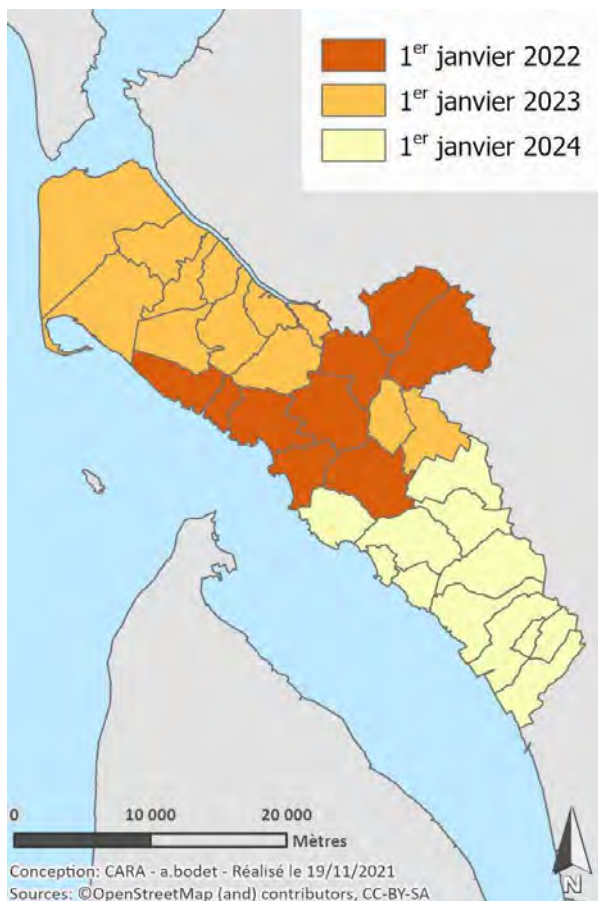 1er janvier 2022
1er janvier 2023
1er janvier 2024
0 10 000 20 000
Mètres
N
Conception: CARA - a.bodet - Réalisé le 19/11/2021
Sources: ©OpenStreetMap (and) contributors, CC-BY-SA